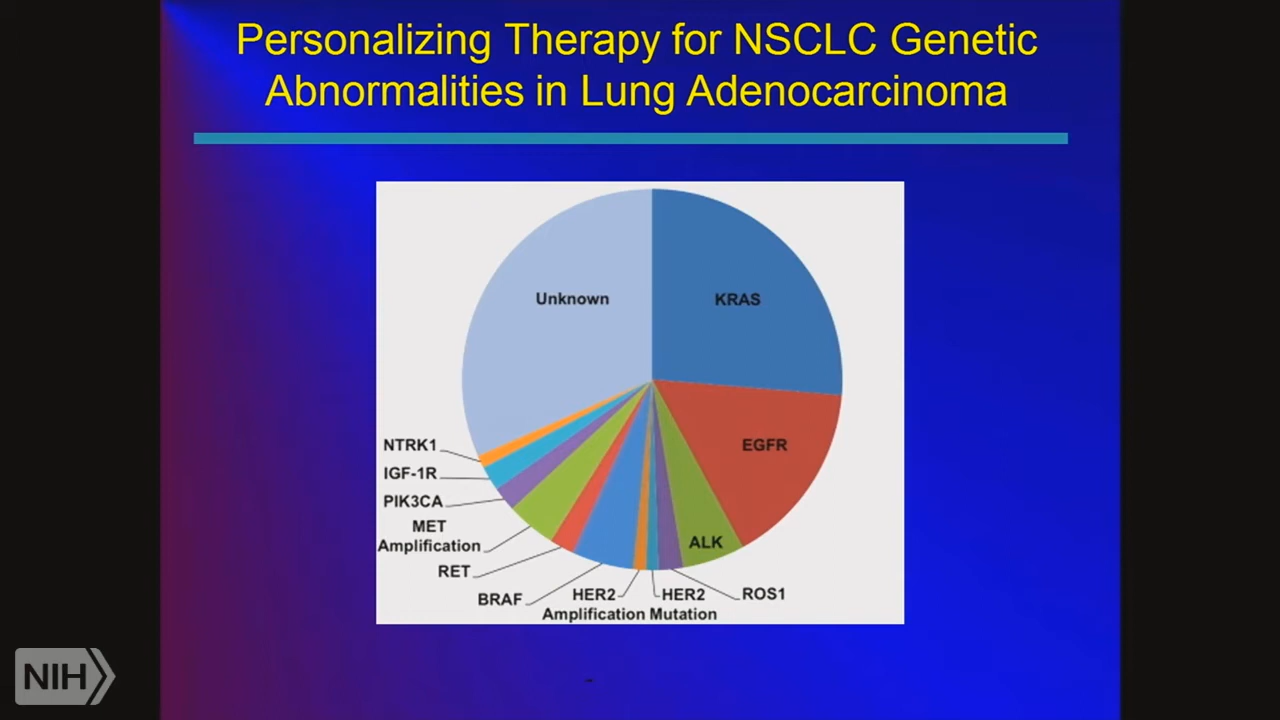 Personalizing Therapy for NSCLC Genetic
Abnormalities in Lung Adenocarcinoma
Unknown
KRAS
EGFR
ALK
ROS1
HER2
Mutation
HER2
Amplification
BRAF
RET
MET
Amplification
PIK3CA
IGF-1R
NTRK1
NIH